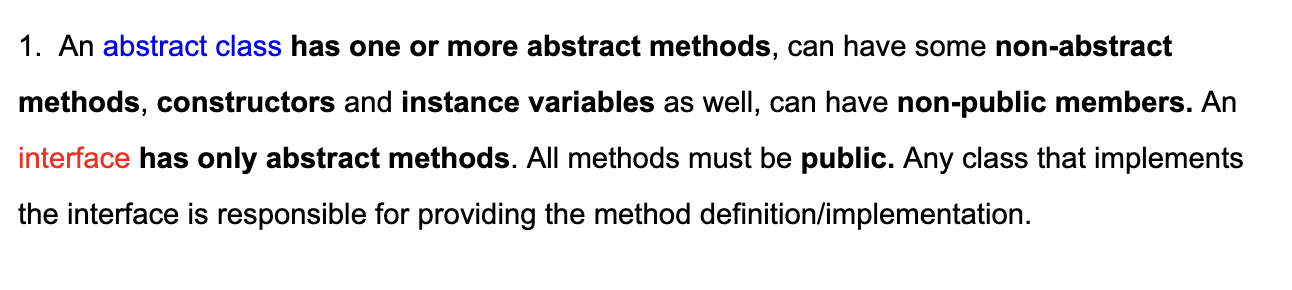 1. An abstract class has one or more abstract methods, can have some non-abstract
methods, constructors and instance variables as well, can have non-public members. An
interface has only abstract methods. All methods must be public. Any class that implements
the interface is responsible for providing the method definition/implementation.